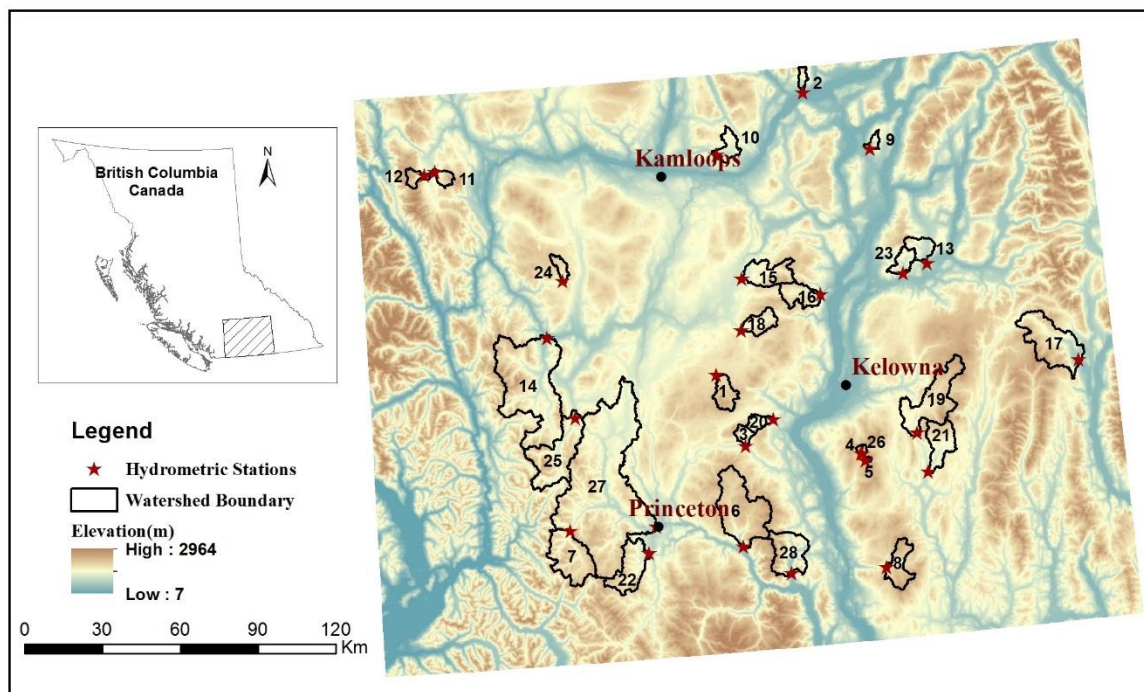 British Columbia
Canada
N
Legend
Hydrometric Stations
Watershed Boundary
Elevation(m)
High : 2964
Low : 7
0 30 60 90 120
Km
2
10
9
Kamloops
12
11
23
13
24
15
16
18
17
14
1
Kelowna
19
3
20
21
4
26
5
25
27
6
Princeton
7
22
28
8